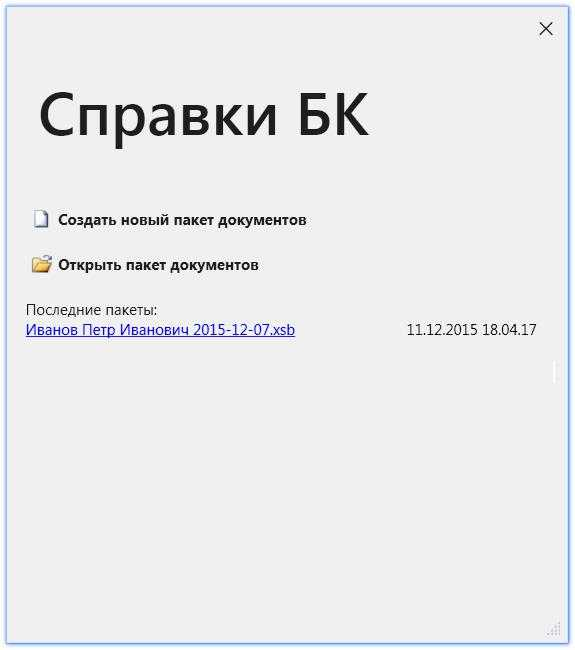 Справки БК
Создать новый пакет документов
Открыть пакет документов
Последние пакеты:
Иванов Петр Иванович 2015-12-07.xsb 11.12.2015 18.04.17